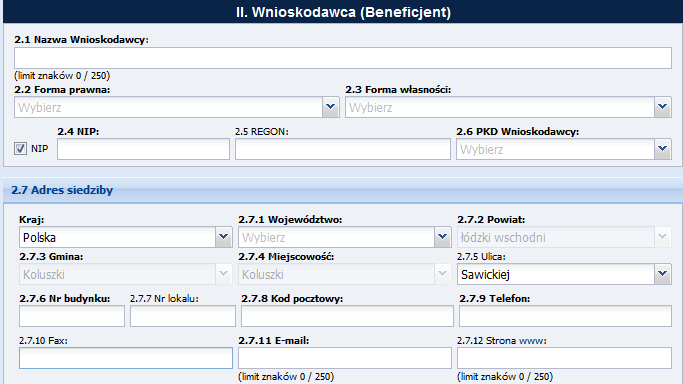 II. Wnioskodawca (Beneficjent)
2.1 Nazwa Wnioskodawcy:
(limit znaków 0 / 250)
2.2 Forma prawna: 2.3 Forma własności:
Wybierz Wybierz
2.4 NIP: 2.5 REGON: 2.6 PKD Wnioskodawcy:
NIP Wybierz
2.7 Adres siedziby
Kraj: 2.7.1 Województwo: 2.7.2 Powiat:
Polska Wybierz łódzki wschodni
2.7.3 Gmina: 2.7.4 Miejscowość: 2.7.5 Ulica:
Koluszki Koluszki Sawickiej
2.7.6 Nr budynku: 2.7.7 Nr lokalu: 2.7.8 Kod pocztowy: 2.7.9 Telefon:
2.7.10 Fax: 2.7.11 E-mail: 2.7.12 Strona www:
(limit znaków 0 / 250) (limit znaków 0 / 250)